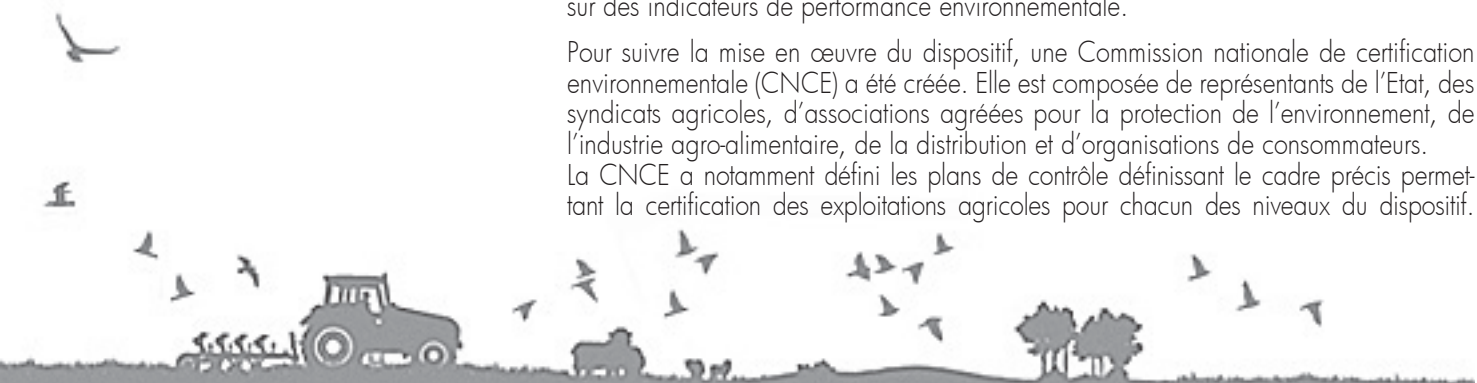 sur des indicateurs de performance environnementale.
Pour suivre la mise en œuvre du dispositif, une Commission nationale de certification
environnementale (CNCE) a été créée. Elle est composée de représentants de l’Etat, des
syndicats agricoles, d’associations agréées pour la protection de l’environnement, de
l’industrie agro-alimentaire, de la distribution et d’organisations de consommateurs.
La CNCE a notamment défini les plans de contrôle définissant le cadre précis permet-
tant la certification des exploitations agricoles pour chacun des niveaux du dispositif.